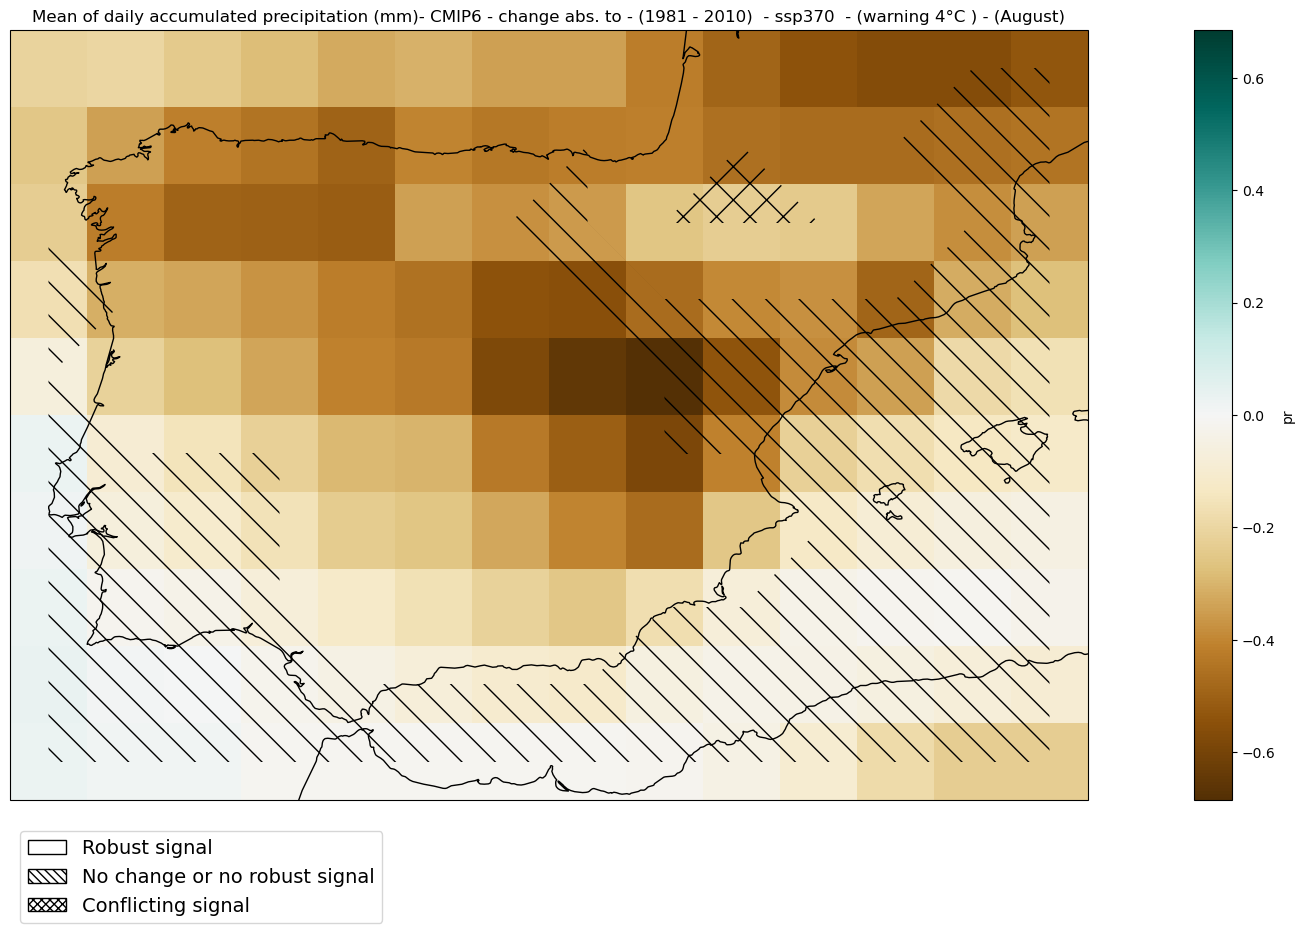 Mean of daily accumulated precipitation (mm)- CMIP6 - change abs. to - (1981 - 2010)  - ssp370  - (warning 4°C ) - (August)
0.6
0.4
0.2
0.0
−0.2
−0.4
−0.6
pr
Robust signal
No change or no robust signal
Conflicting signal